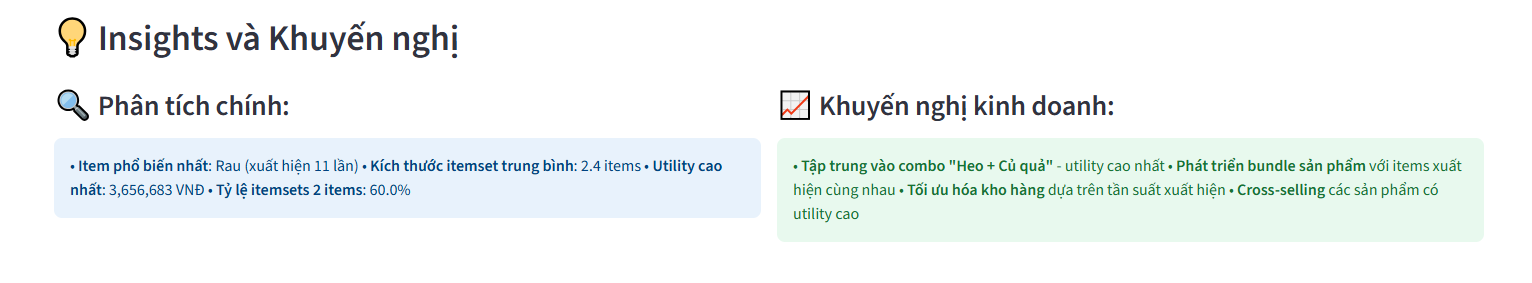 Insights và Khuyến nghị
Phân tích chính:
• Item phổ biến nhất: Rau (xuất hiện 11 lần) • Kích thước itemset trung bình: 2.4 items • Utility cao
nhất: 3,656,683 VNĐ • Tỷ lệ itemsets 2 items: 60.0%
Khuyến nghị kinh doanh:
• Tập trung vào combo "Heo + Củ quả" - utility cao nhất • Phát triển bundle sản phẩm với items xuất
hiện cùng nhau • Tối ưu hóa kho hàng dựa trên tần suất xuất hiện • Cross-selling các sản phẩm có
utility cao